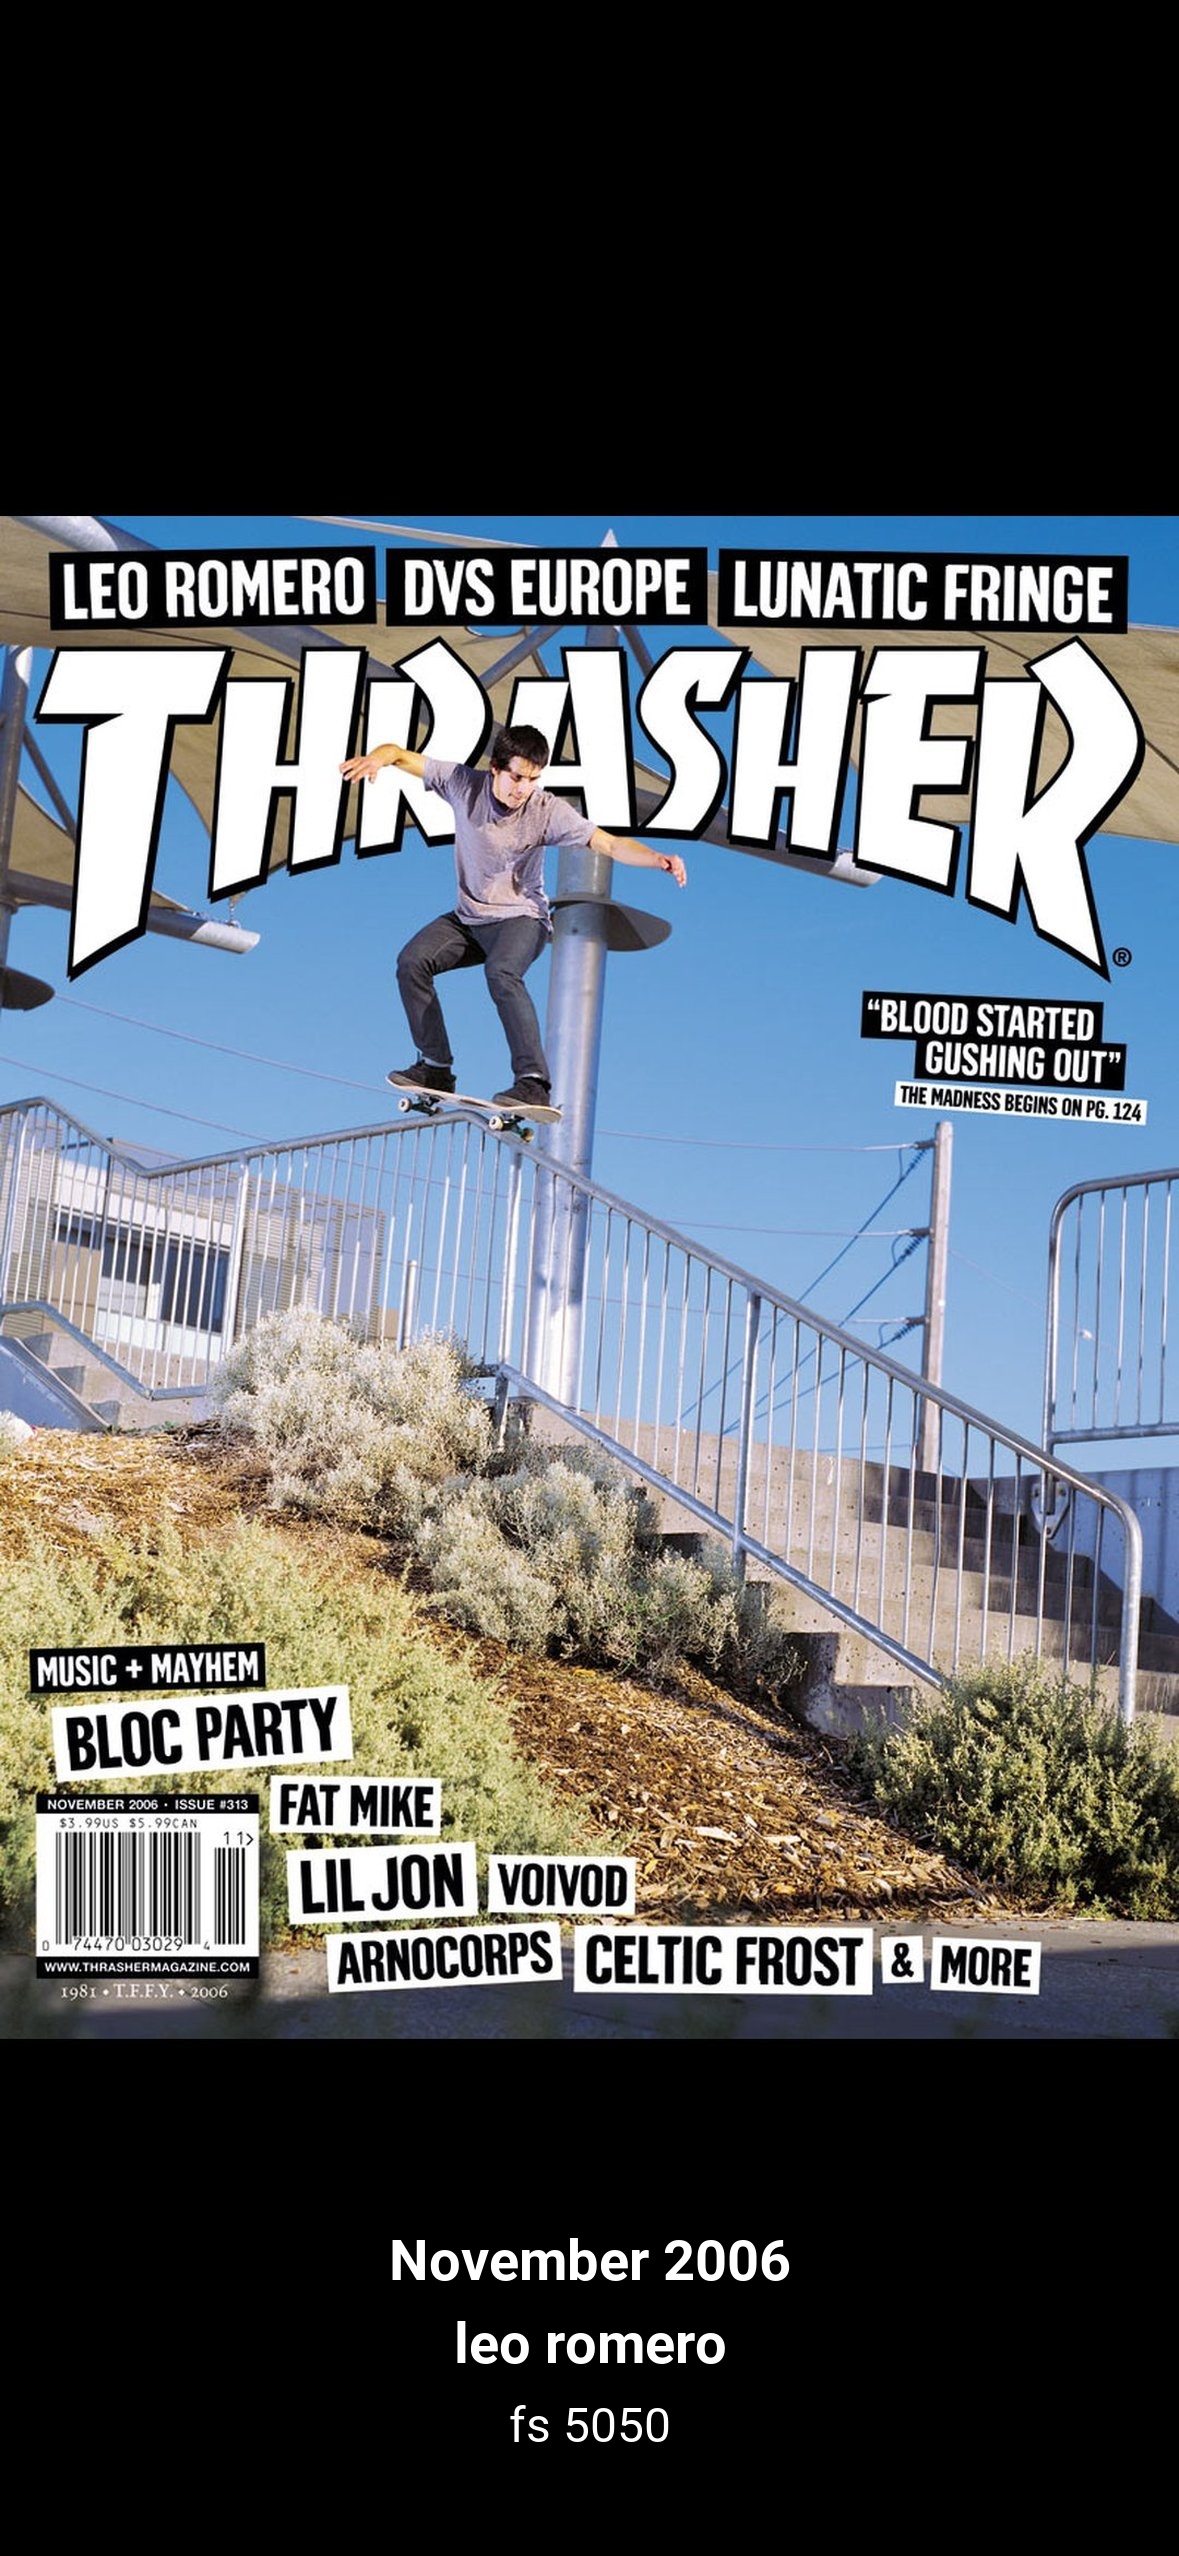 LEO ROMERO DVS EUROPE LUNATIC FRINGE
THRASHER®
“BLOOD STARTED
GUSHING OUT”
THE MADNESS BEGINS ON PG. 124
MUSIC + MAYHEM
BLOC PARTY
FAT MIKE
LIL JON VOIVOD
ARNOCORPS CELTIC FROST & MORE
NOVEMBER 2006 · ISSUE #313
$3.99US $5.99CAN
11>
0 74470 03029 4
WWW.THRASHERMAGAZINE.COM
1981 • T.F.F.Y. • 2006
November 2006
leo romero
fs 5050